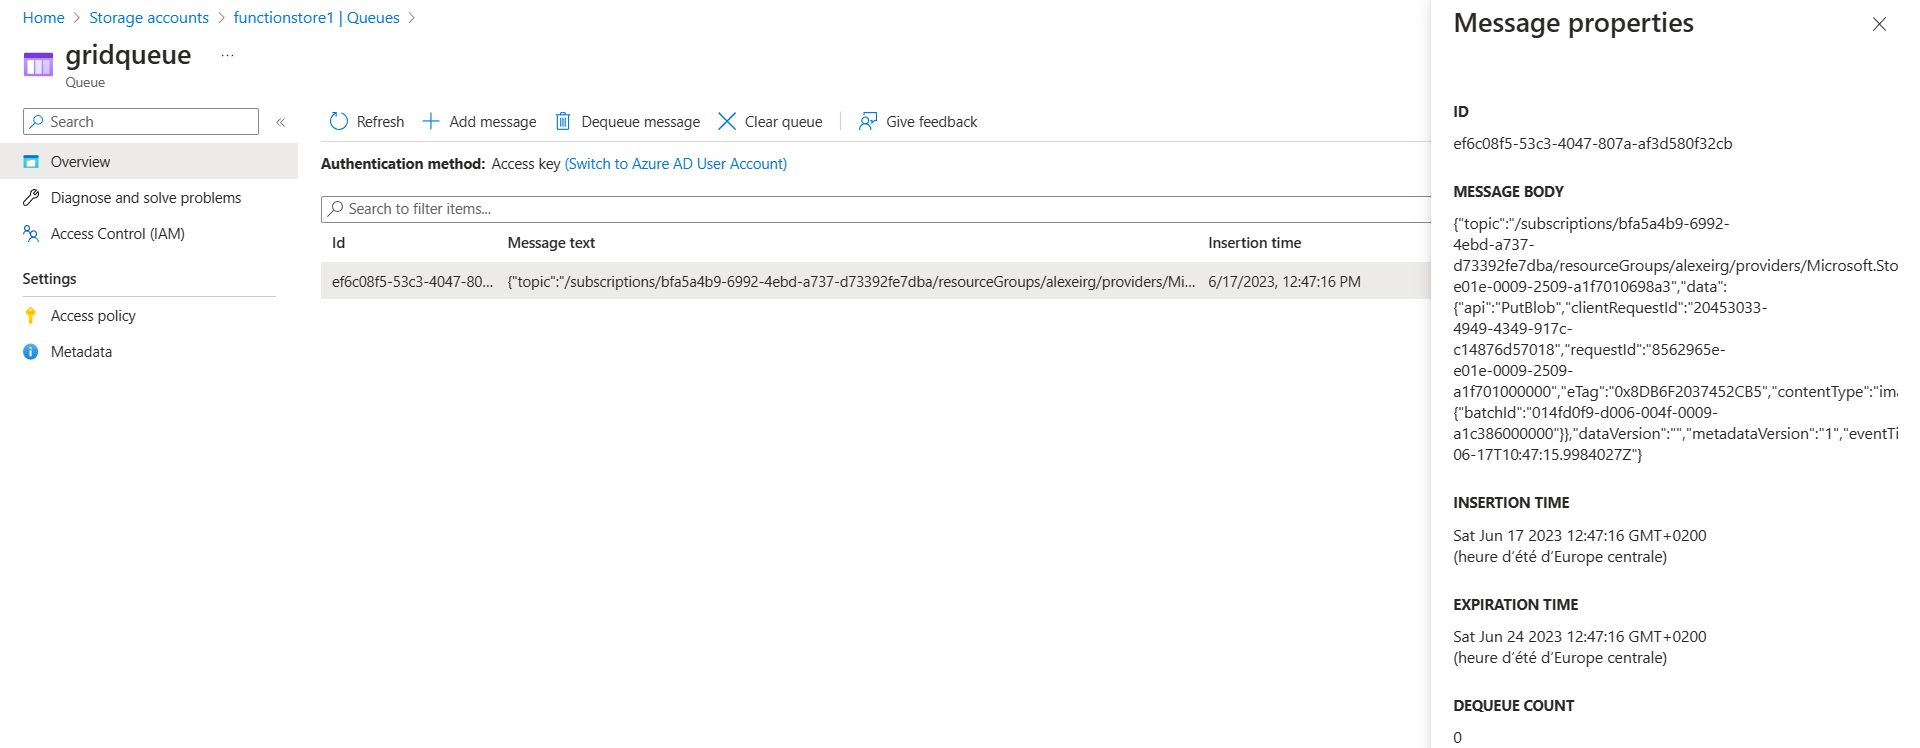 Home > Storage accounts > functionstore1 | Queues >
gridqueue ...
Queue
Search
«
Overview
Diagnose and solve problems
Access Control (IAM)
Settings
Access policy
Metadata
Refresh Add message Dequeue message Clear queue Give feedback
Authentication method: Access key (Switch to Azure AD User Account)
Search to filter items...
Id Message text Insertion time
ef6c08f5-53c3-4047-80... {"topic":"/subscriptions/bfa5a4b9-6992-4ebd-a737-d73392fe7dba/resourceGroups/alexeirg/providers/Mi... 6/17/2023, 12:47:16 PM
Message properties
ID
ef6c08f5-53c3-4047-807a-af3d580f32cb
MESSAGE BODY
{"topic":"/subscriptions/bfa5a4b9-6992-
4ebd-a737-
d73392fe7dba/resourceGroups/alexeirg/providers/Microsoft.Sto
e01e-0009-2509-a1f7010698a3","data":
{"api":"PutBlob","clientRequestId":"20453033-
4949-4349-917c-
c14876d57018","requestId":"8562965e-
e01e-0009-2509-
a1f701000000","eTag":"0x8DB6F2037452CB5","contentType":"ima
{"batchId":"014fd0f9-d006-004f-0009-
a1c386000000"}},"dataVersion":"","metadataVersion":"1","eventTi
06-17T10:47:15.9984027Z"}
INSERTION TIME
Sat Jun 17 2023 12:47:16 GMT+0200
(heure d’été d’Europe centrale)
EXPIRATION TIME
Sat Jun 24 2023 12:47:16 GMT+0200
(heure d’été d’Europe centrale)
DEQUEUE COUNT
0